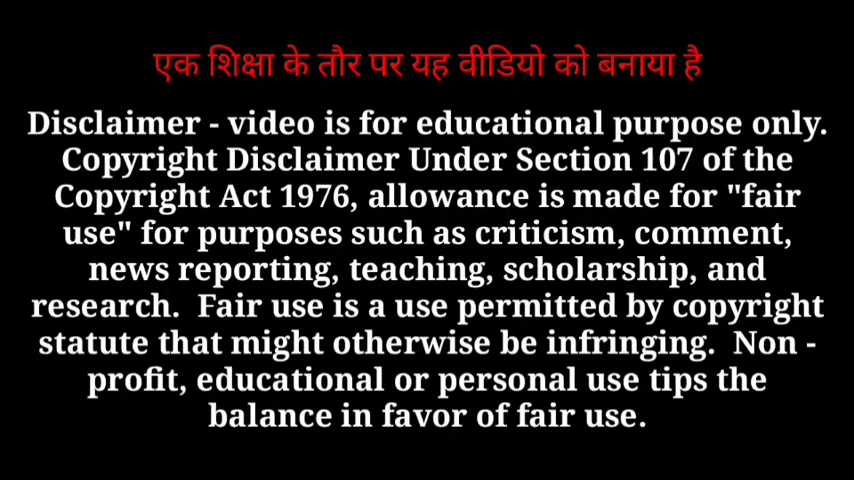 एक शिक्षा के तौर पर यह वीडियो को बनाया है
Disclaimer - video is for educational purpose only.
Copyright Disclaimer Under Section 107 of the
Copyright Act 1976, allowance is made for "fair
use" for purposes such as criticism, comment,
news reporting, teaching, scholarship, and
research.  Fair use is a use permitted by copyright
statute that might otherwise be infringing.  Non -
profit, educational or personal use tips the
balance in favor of fair use.